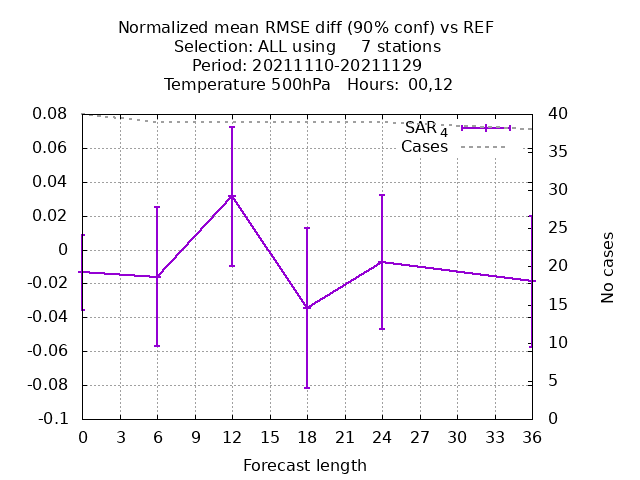 Normalized mean RMSE diff (90% conf) vs REF
Selection: ALL using     7 stations
Period: 20211110-20211129
Temperature 500hPa   Hours: 00,12
0.08
0.06
0.04
0.02
0
-0.02
-0.04
-0.06
-0.08
-0.1
SAR 4
Cases
40
35
30
25
20
15
10
5
0
No cases
0 3 6 9 12 15 18 21 24 27 30 33 36
Forecast length